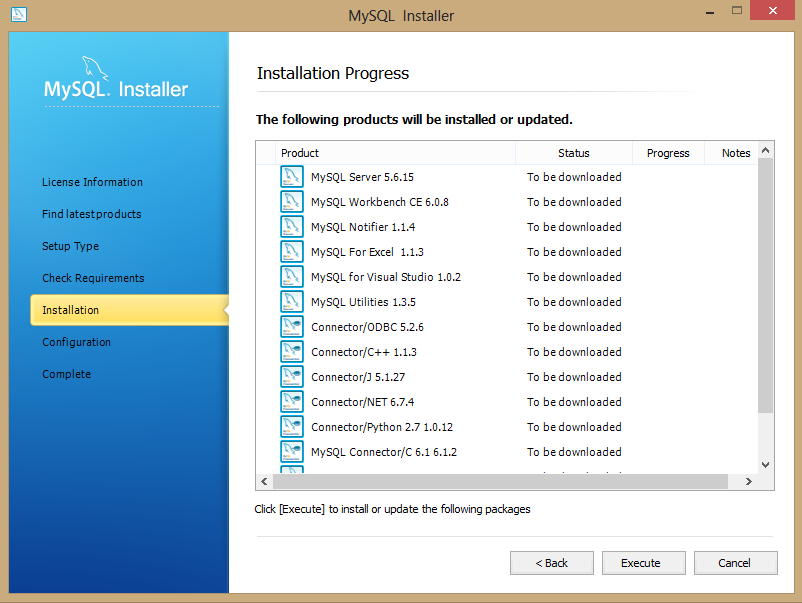 MySQL Installer
MySQL. Installer
License Information
Find latest products
Setup Type
Check Requirements
Installation
Configuration
Complete
Installation Progress
The following products will be installed or updated.
Product Status Progress Notes
MySQL Server 5.6.15 To be downloaded
MySQL Workbench CE 6.0.8 To be downloaded
MySQL Notifier 1.1.4 To be downloaded
MySQL For Excel 1.1.3 To be downloaded
MySQL for Visual Studio 1.0.2 To be downloaded
MySQL Utilities 1.3.5 To be downloaded
Connector/ODBC 5.2.6 To be downloaded
Connector/C++ 1.1.3 To be downloaded
Connector/J 5.1.27 To be downloaded
Connector/NET 6.7.4 To be downloaded
Connector/Python 2.7 1.0.12 To be downloaded
MySQL Connector/C 6.1 6.1.2 To be downloaded
Click [Execute] to install or update the following packages
< Back Execute Cancel